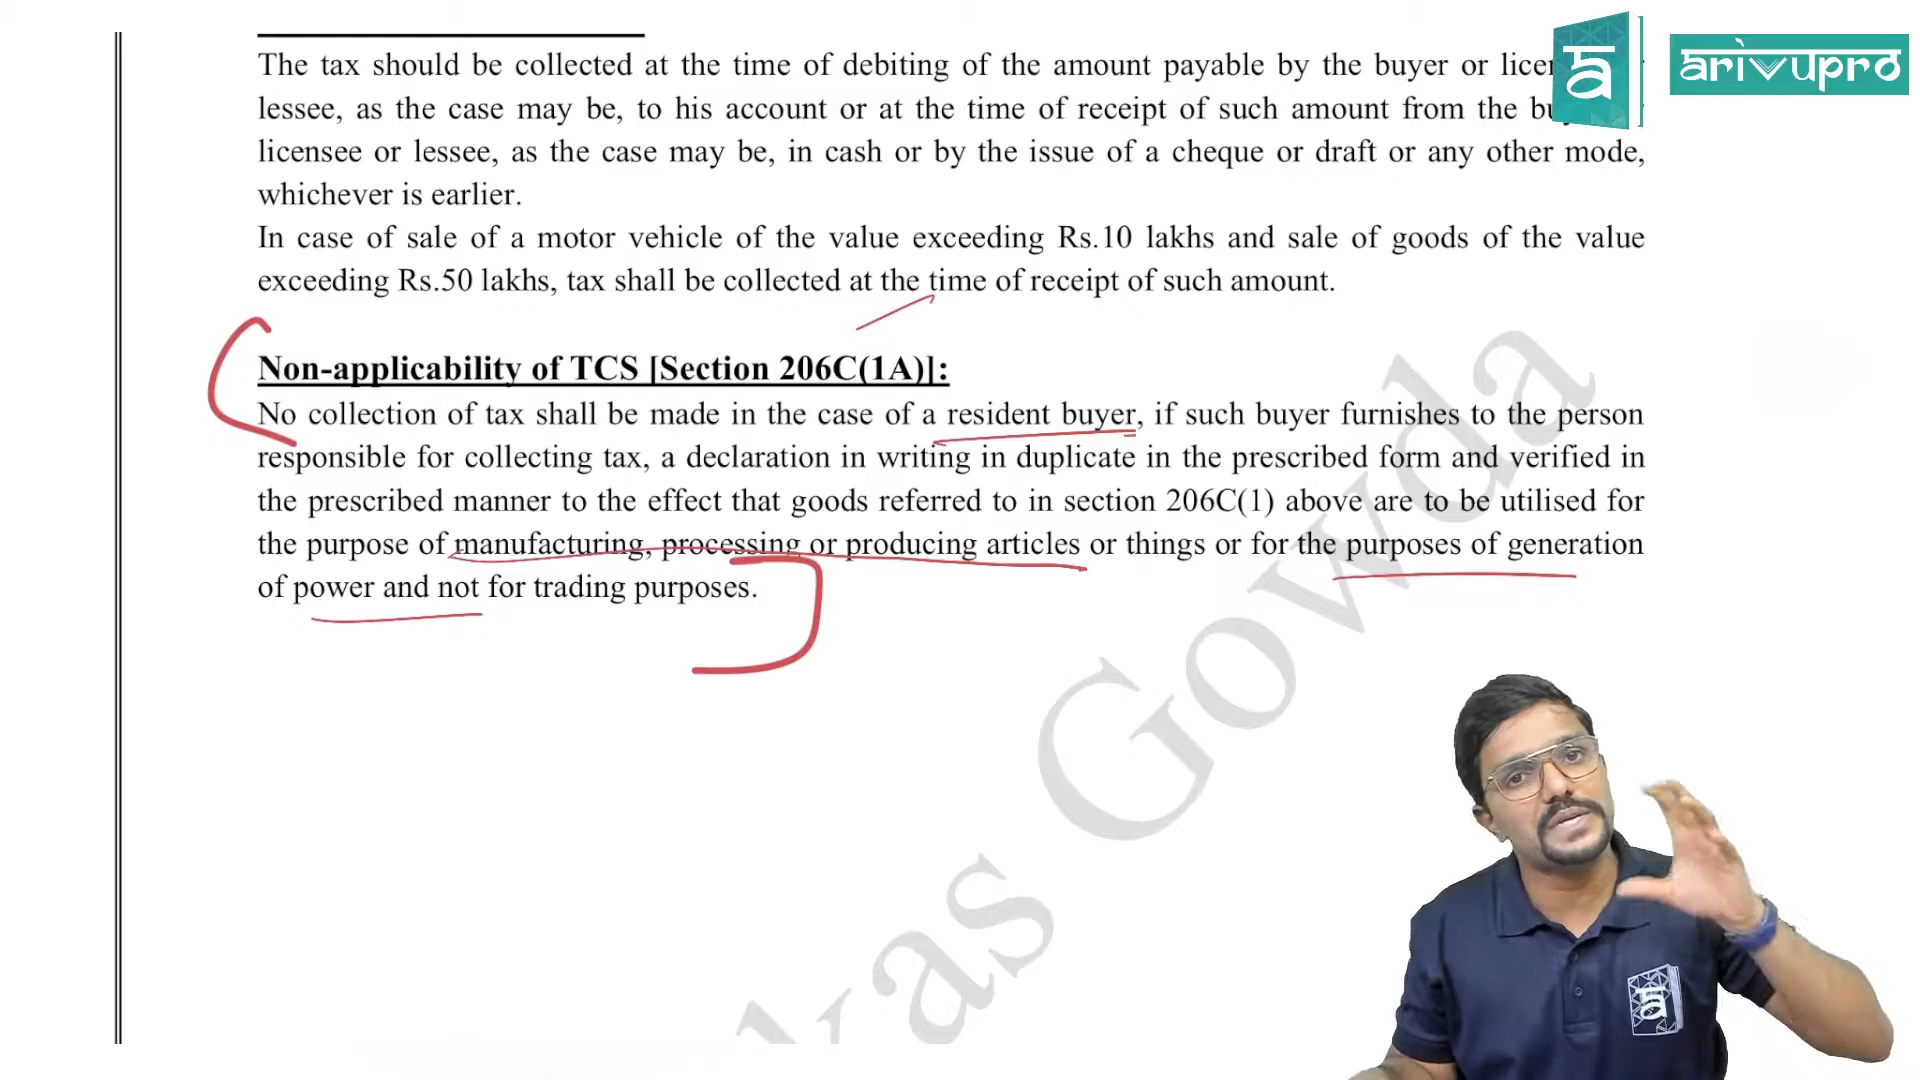 The tax should be collected at the time of debiting of the amount payable by the buyer or
lessee, as the case may be, to his account or at the time of receipt of such amount from the
licensee or lessee, as the case may be, in cash or by the issue of a cheque or draft or any other mode,
whichever is earlier.
In case of sale of a motor vehicle of the value exceeding Rs.10 lakhs and sale of goods of the value
exceeding Rs.50 lakhs, tax shall be collected at the time of receipt of such amount.
Non-applicability of TCS [Section 206C(1A)]:
No collection of tax shall be made in the case of a resident buyer, if such buyer furnishes to the person
responsible for collecting tax, a declaration in writing in duplicate in the prescribed form and verified in
the prescribed manner to the effect that goods referred to in section 206C(1) above are to be utilised for
the purpose of manufacturing, processing or producing articles or things or for the purposes of generation
of power and not for trading purposes.
arivupro
Gowda